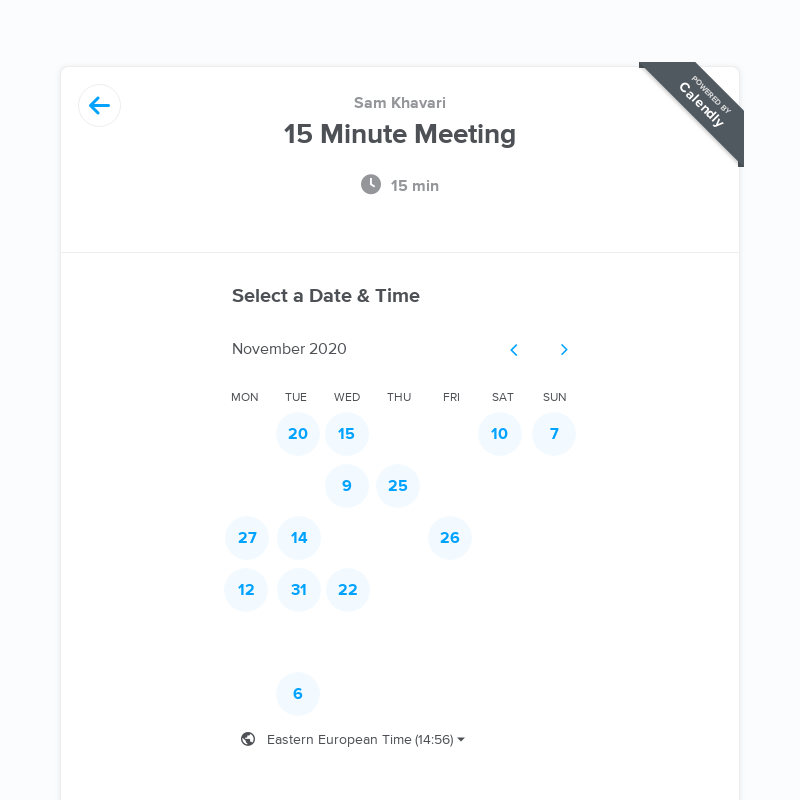 POWERED BY
Calendly
Sam Khavari
15 Minute Meeting
15 min
Select a Date & Time
November 2020
MON TUE WED THU FRI SAT SUN
20 15 10 7
9 25
27 14 26
12 31 22
6
Eastern European Time (14:56)